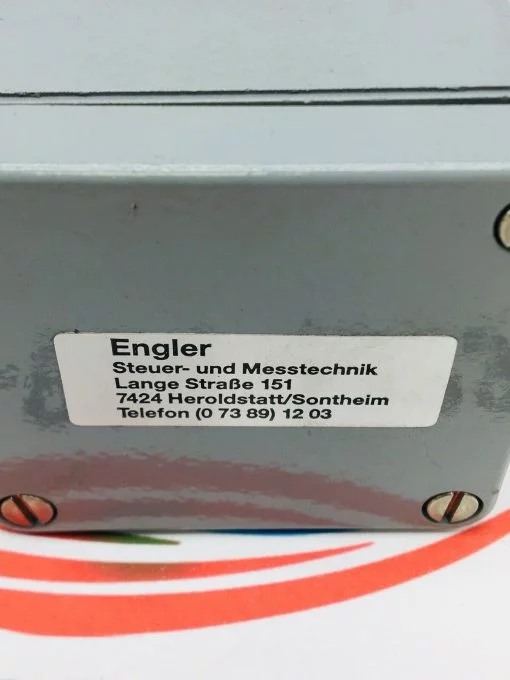 Engler
Steuer- und Messtechnik
Lange Straße 151
7424 Heroldstatt/Sontheim
Telefon (0 73 89) 12 03